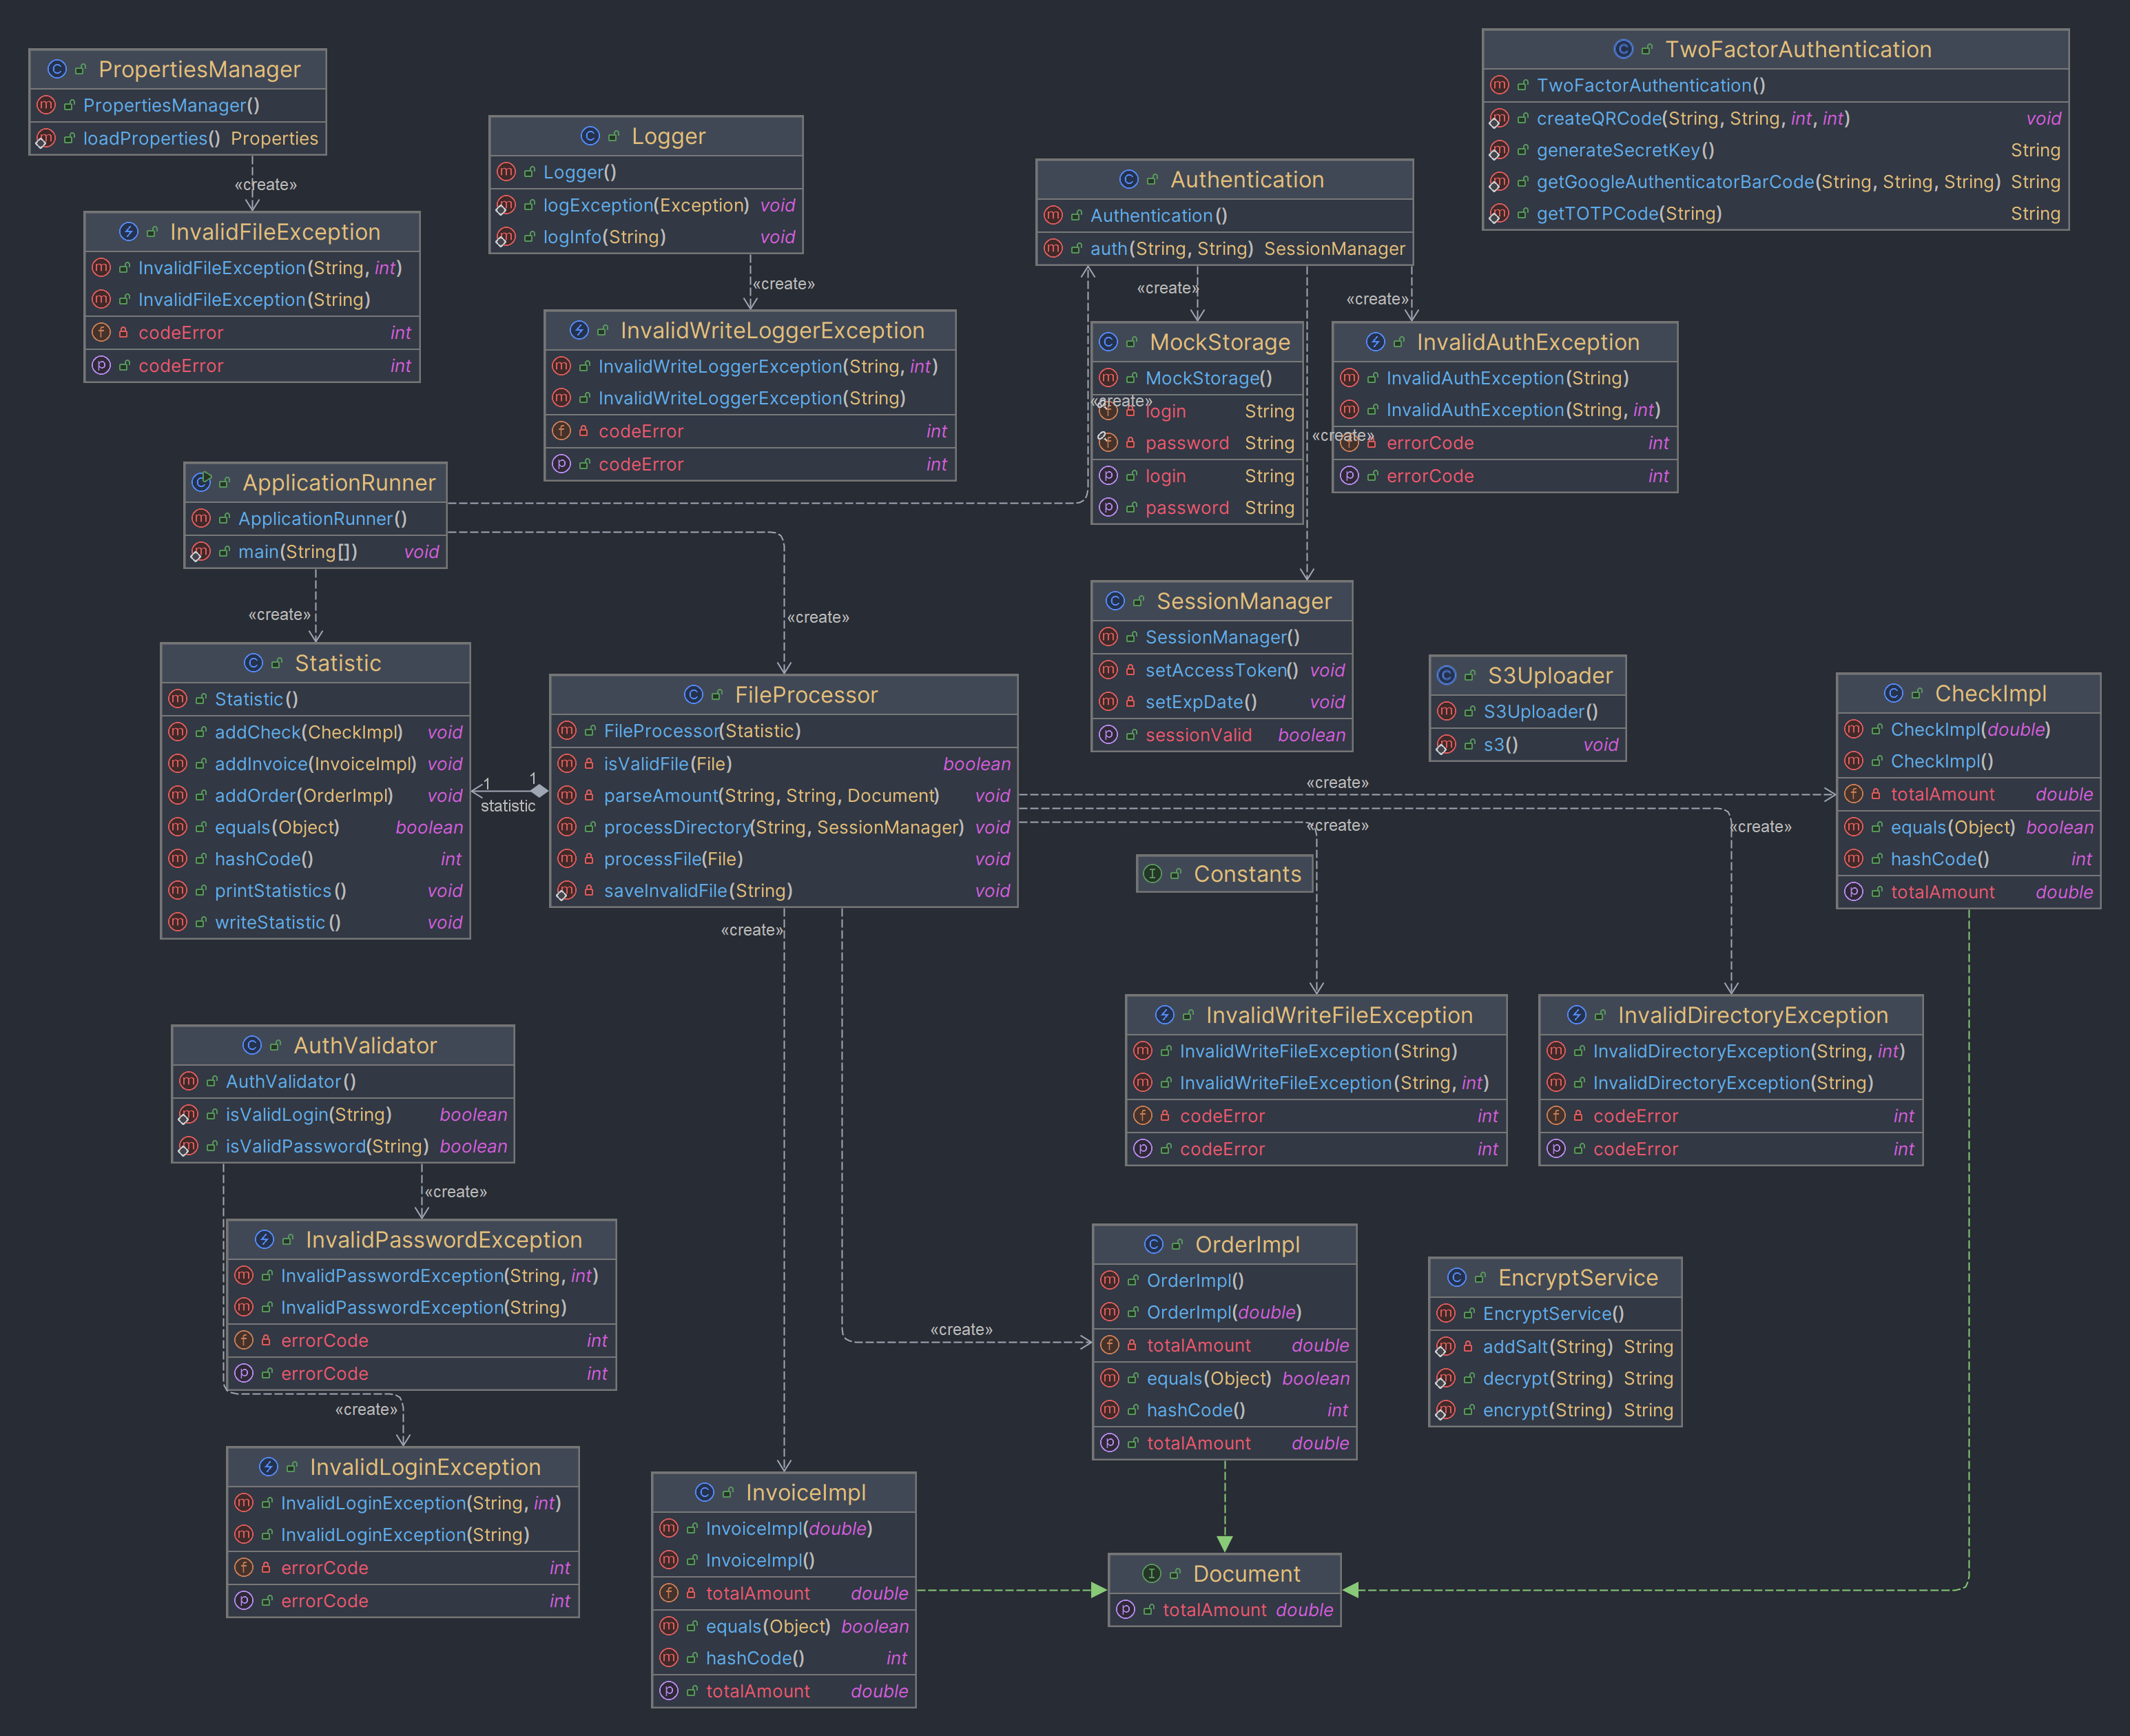 PropertiesManager
PropertiesManager()
loadProperties() Properties
«create»
InvalidFileException
InvalidFileException(String, int)
InvalidFileException(String)
codeError int
codeError int
Logger
Logger()
logException(Exception) void
logInfo(String) void
«create»
InvalidWriteLoggerException
InvalidWriteLoggerException(String, int)
InvalidWriteLoggerException(String)
codeError int
codeError int
Authentication
Authentication()
auth(String, String) SessionManager
«create»
«create»
«create»
«create»
TwoFactorAuthentication
TwoFactorAuthentication()
createQRCode(String, String, int, int) void
generateSecretKey() String
getGoogleAuthenticatorBarCode(String, String, String) String
getTOTPCode(String) String
MockStorage
MockStorage()
login String
password String
login String
password String
InvalidAuthException
InvalidAuthException(String)
InvalidAuthException(String, int)
errorCode int
errorCode int
ApplicationRunner
ApplicationRunner()
main(String[]) void
«create»
«create»
Statistic
Statistic()
addCheck(CheckImpl) void
addInvoice(InvoiceImpl) void
addOrder(OrderImpl) void
equals(Object) boolean
hashCode() int
printStatistics() void
writeStatistic() void
1
1
statistic
FileProcessor
FileProcessor(Statistic)
isValidFile(File) boolean
parseAmount(String, String, Document) void
processDirectory(String, SessionManager) void
processFile(File) void
saveInvalidFile(String) void
SessionManager
SessionManager()
setAccessToken() void
setExpDate() void
sessionValid boolean
S3Uploader
S3Uploader()
s3() void
CheckImpl
CheckImpl(double)
CheckImpl()
totalAmount double
equals(Object) boolean
hashCode() int
totalAmount double
«create»
«create»
«create»
«create»
Constants
InvalidWriteFileException
InvalidWriteFileException(String)
InvalidWriteFileException(String, int)
codeError int
codeError int
InvalidDirectoryException
InvalidDirectoryException(String, int)
InvalidDirectoryException(String)
codeError int
codeError int
AuthValidator
AuthValidator()
isValidLogin(String) boolean
isValidPassword(String) boolean
«create»
InvalidPasswordException
InvalidPasswordException(String, int)
InvalidPasswordException(String)
errorCode int
errorCode int
«create»
InvalidLoginException
InvalidLoginException(String, int)
InvalidLoginException(String)
errorCode int
errorCode int
«create»
OrderImpl
OrderImpl()
OrderImpl(double)
totalAmount double
equals(Object) boolean
hashCode() int
totalAmount double
EncryptService
EncryptService()
addSalt(String) String
decrypt(String) String
encrypt(String) String
InvoiceImpl
InvoiceImpl(double)
InvoiceImpl()
totalAmount double
equals(Object) boolean
hashCode() int
totalAmount double
Document
totalAmount double